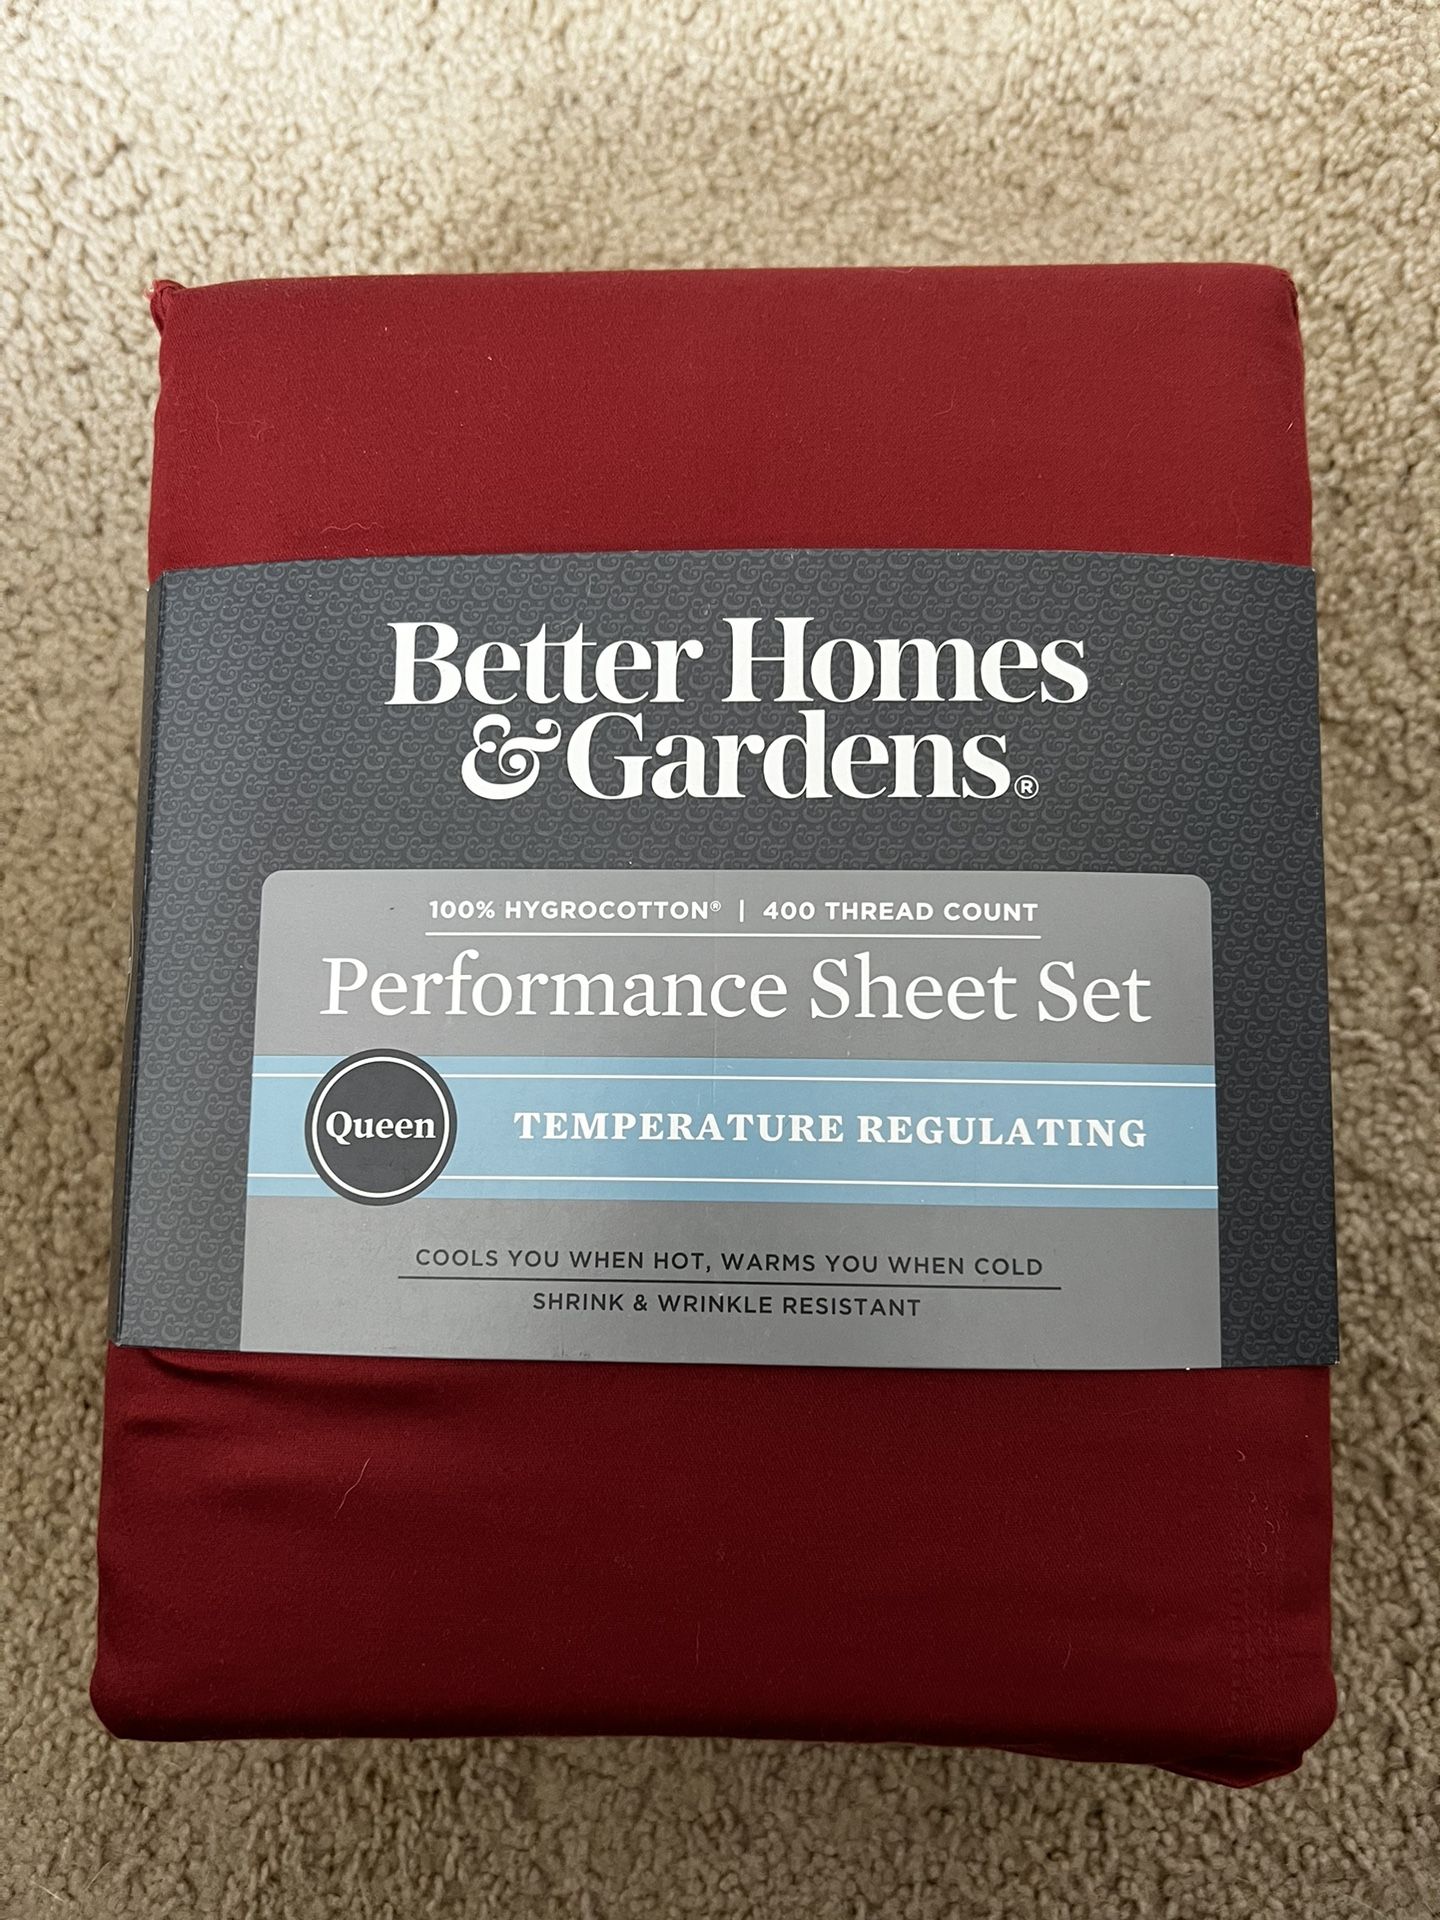 Better Homes
& Gardens®
100% HYGROCOTTON® | 400 THREAD COUNT
Performance Sheet Set
Queen TEMPERATURE REGULATING
COOLS YOU WHEN HOT, WARMS YOU WHEN COLD
SHRINK & WRINKLE RESISTANT